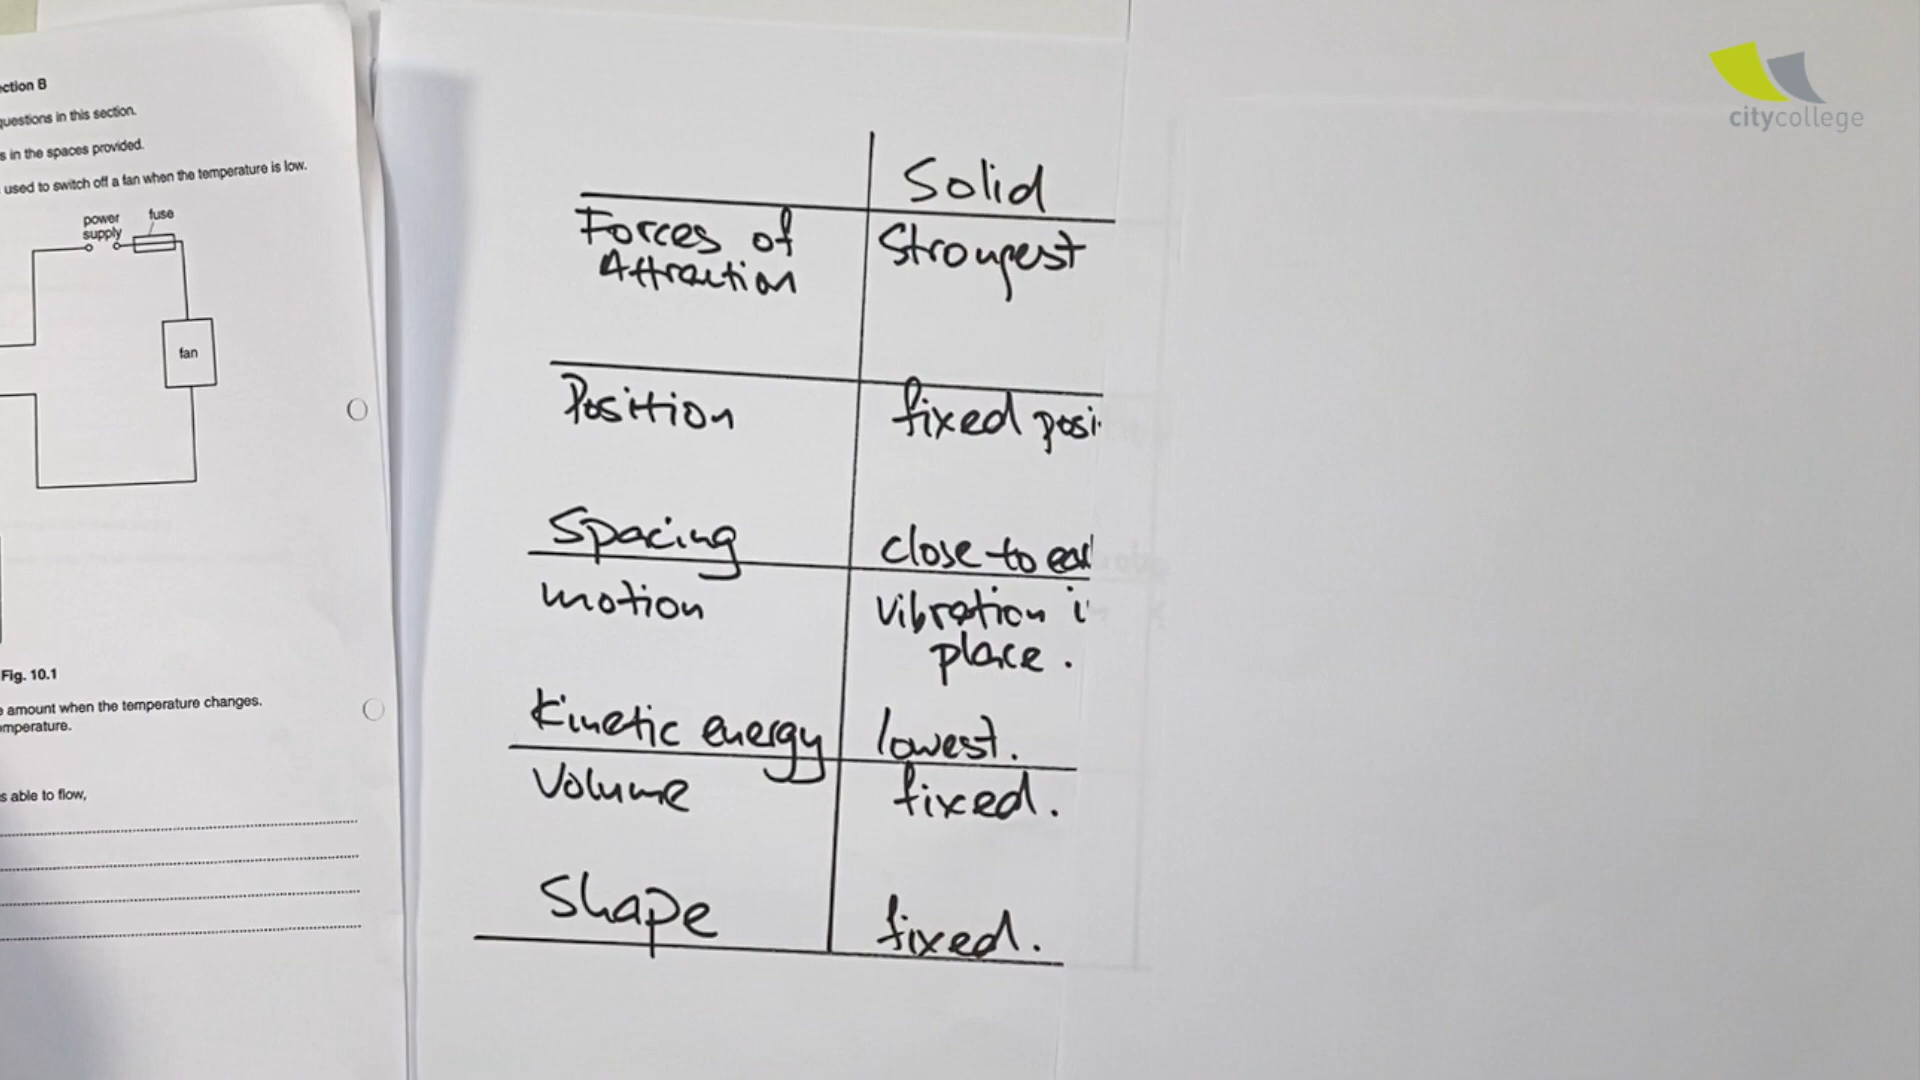 ction B
questions in this section.
s in the spaces provided.
used to switch off a fan when the temperature is low.
power
supply
fuse
fan
Fig. 10.1
amount when the temperature changes.
mperature.
s able to flow,
Solid
Forces of
Attraction
Strongest
Position
fixed posi
Spacing
close to ea
motion
vibration i
place.
Kinetic energy
lowest.
Volume
fixed.
Shape
fixed.
citycollege